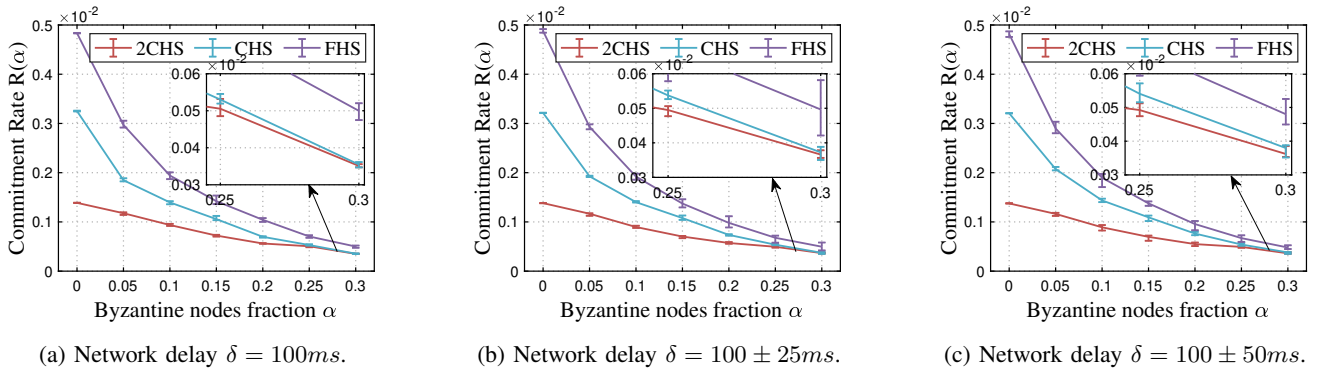 ×10⁻²
0.5
0.4
0.3
0.2
0.1
0
Commitment Rate R(α)
2CHS CHS FHS
×10⁻²
0.06
0.05
0.04
0.03
0.25 0.3
0 0.05 0.1 0.15 0.2 0.25 0.3
Byzantine nodes fraction α
(a) Network delay δ = 100ms.
×10⁻²
0.5
0.4
0.3
0.2
0.1
0
Commitment Rate R(α)
2CHS CHS FHS
×10⁻²
0.06
0.05
0.04
0.03
0.25 0.3
0 0.05 0.1 0.15 0.2 0.25 0.3
Byzantine nodes fraction α
(b) Network delay δ = 100 ± 25ms.
×10⁻²
0.5
0.4
0.3
0.2
0.1
0
Commitment Rate R(α)
2CHS CHS FHS
×10⁻²
0.06
0.05
0.04
0.03
0.25 0.3
0 0.05 0.1 0.15 0.2 0.25 0.3
Byzantine nodes fraction α
(c) Network delay δ = 100 ± 50ms.